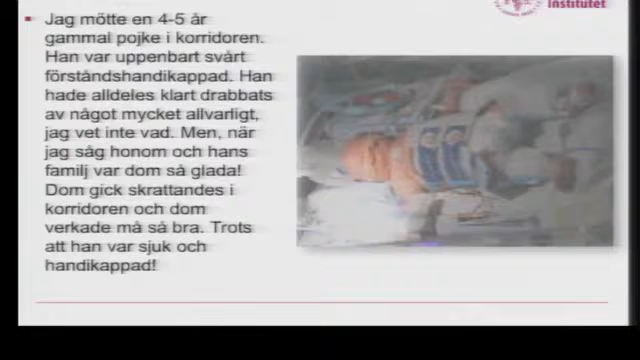 Institutet
Jag mötte en 4-5 år
gammal pojke i korridoren.
Han var uppenbart svårt
förståndshandikappad. Han
hade alldeles klart drabbats
av något mycket allvarligt,
jag vet inte vad. Men, när
jag såg honom och hans
familj var dom så glada!
Dom gick skrattandes i
korridoren och dom
verkade må så bra. Trots
att han var sjuk och
handikappad!